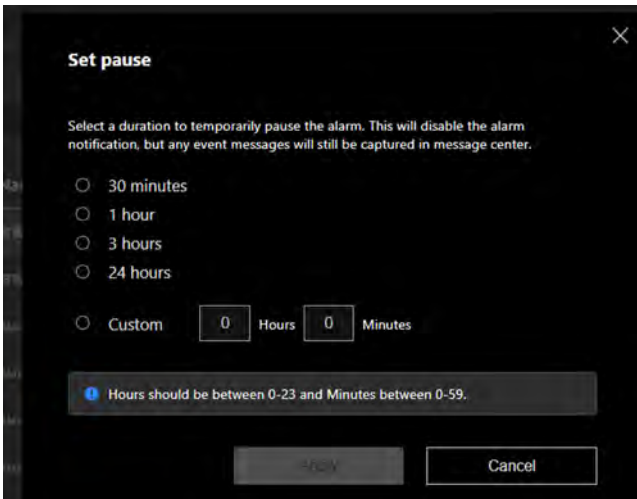 Set pause
Select a duration to temporarily pause the alarm. This will disable the alarm
notification, but any event messages will still be captured in message center.
30 minutes
1 hour
3 hours
24 hours
Custom 0 Hours 0 Minutes
Hours should be between 0-23 and Minutes between 0-59.
Cancel